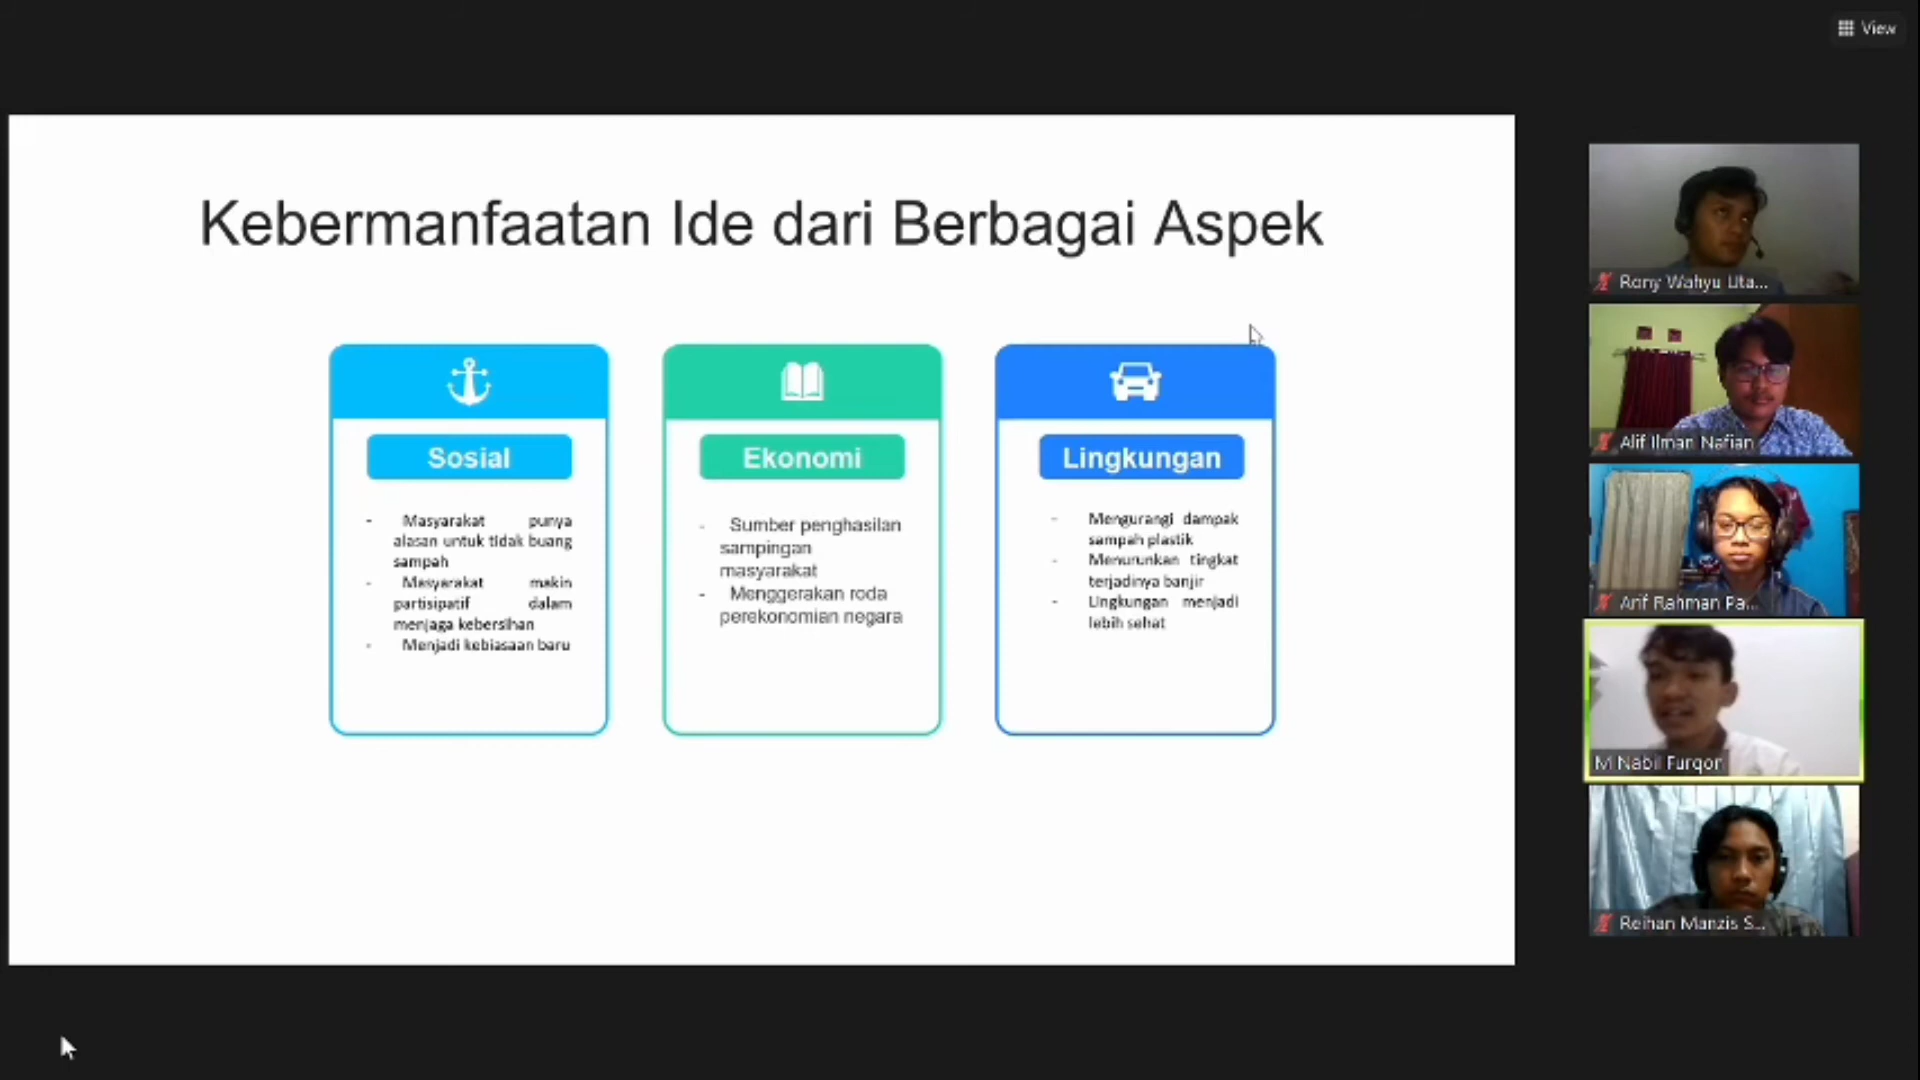 View
Kebermanfaatan Ide dari Berbagai Aspek
Sosial
- Masyarakat punya
alasan untuk tidak buang
sampah
- Masyarakat makin
partisipatif dalam
menjaga kebersihan
- Menjadi kebiasaan baru
Ekonomi
- Sumber penghasilan
sampingan
masyarakat
- Menggerakan roda
perekonomian negara
Lingkungan
- Mengurangi dampak
sampah plastik
- Menurunkan tingkat
terjadinya banjir
- Lingkungan menjadi
lebih sehat
Rony Wahyu Uta...
Alif Ilman Nafian
Arif Rahman Pa...
M Nabil Furqon
Reihan Manzis S...